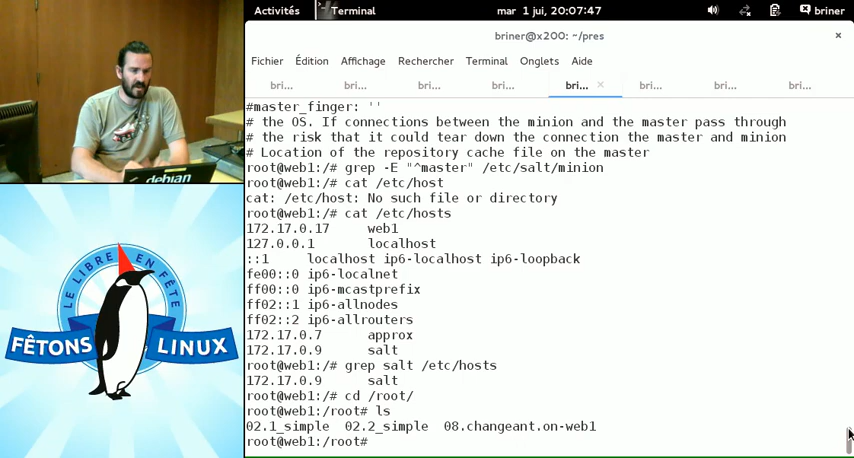 Activités
Terminal
mar 1 jui, 20:07:47
briner
briner@x200: ~/pres
×
Fichier Édition Affichage Rechercher Terminal Onglets Aide
bri... bri... bri... bri... bri... × bri... bri... bri...
#master_finger: ''
# the OS. If connections between the minion and the master pass through
# the risk that it could tear down the connection the master and minion
# Location of the repository cache file on the master
root@web1:/# grep -E "^master" /etc/salt/minion
root@web1:/# cat /etc/host
cat: /etc/host: No such file or directory
root@web1:/# cat /etc/hosts
172.17.0.17 web1
127.0.0.1 localhost
::1 localhost ip6-localhost ip6-loopback
fe00::0 ip6-localnet
ff00::0 ip6-mcastprefix
ff02::1 ip6-allnodes
ff02::2 ip6-allrouters
172.17.0.7 approx
172.17.0.9 salt
root@web1:/# grep salt /etc/hosts
172.17.0.9 salt
root@web1:/# cd /root/
root@web1:/root# ls
02.1_simple 02.2_simple 08.changeant.on-web1
root@web1:/root#
debian
LE LIBRE EN FÊTE
FÊTONS LINUX